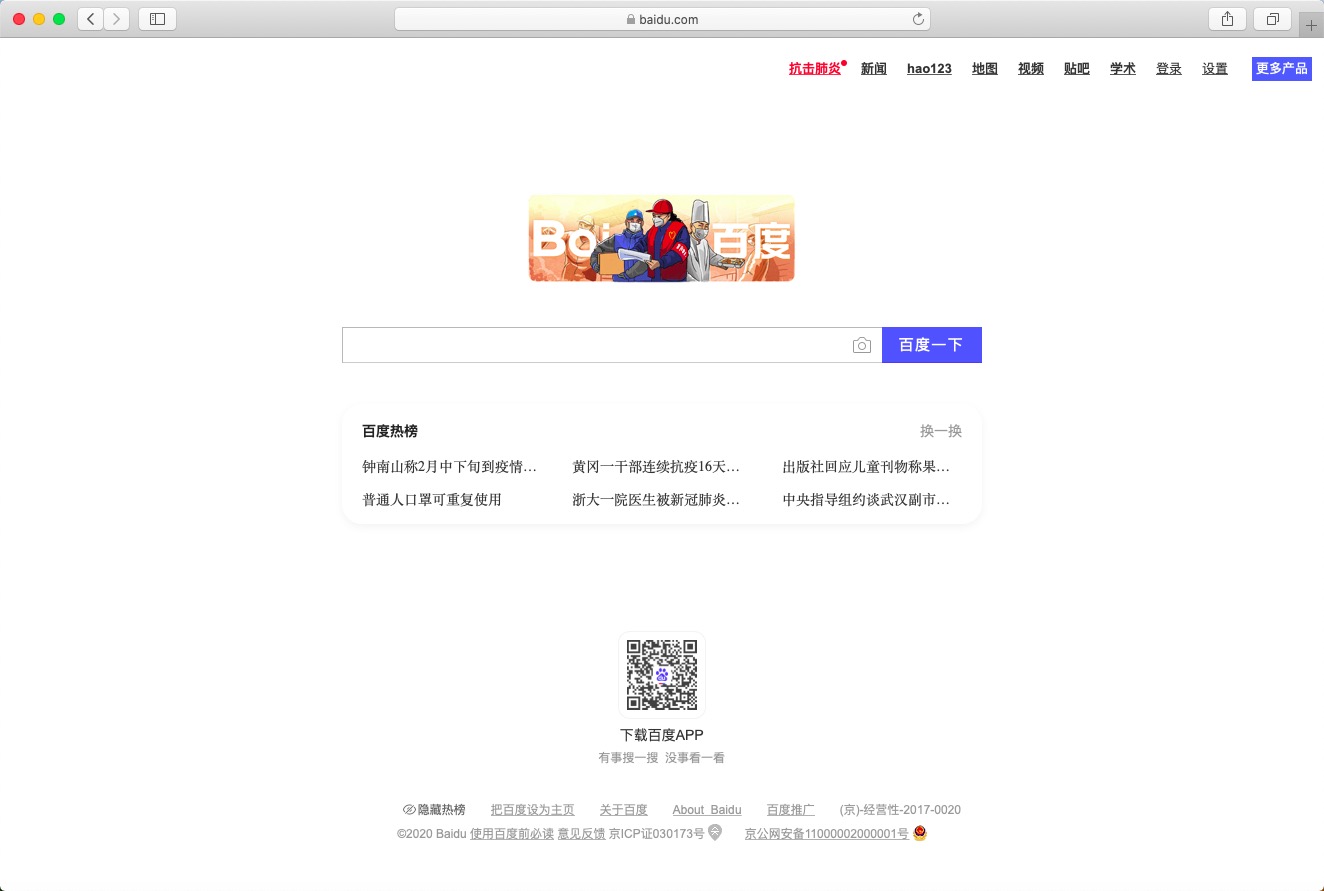 baidu.com
抗击肺炎 新闻 hao123 地图 视频 贴吧 学术 登录 设置 更多产品
Bai 百度
百度一下
百度热榜 换一换
钟南山称2月中下旬到疫情... 黄冈一干部连续抗疫16天... 出版社回应儿童刊物称果...
普通人口罩可重复使用 浙大一院医生被新冠肺炎... 中央指导组约谈武汉副市...
下载百度APP
有事搜一搜 没事看一看
隐藏热榜 把百度设为主页 关于百度 About Baidu 百度推广 (京)-经营性-2017-0020
©2020 Baidu 使用百度前必读 意见反馈 京ICP证030173号 京公网安备11000002000001号